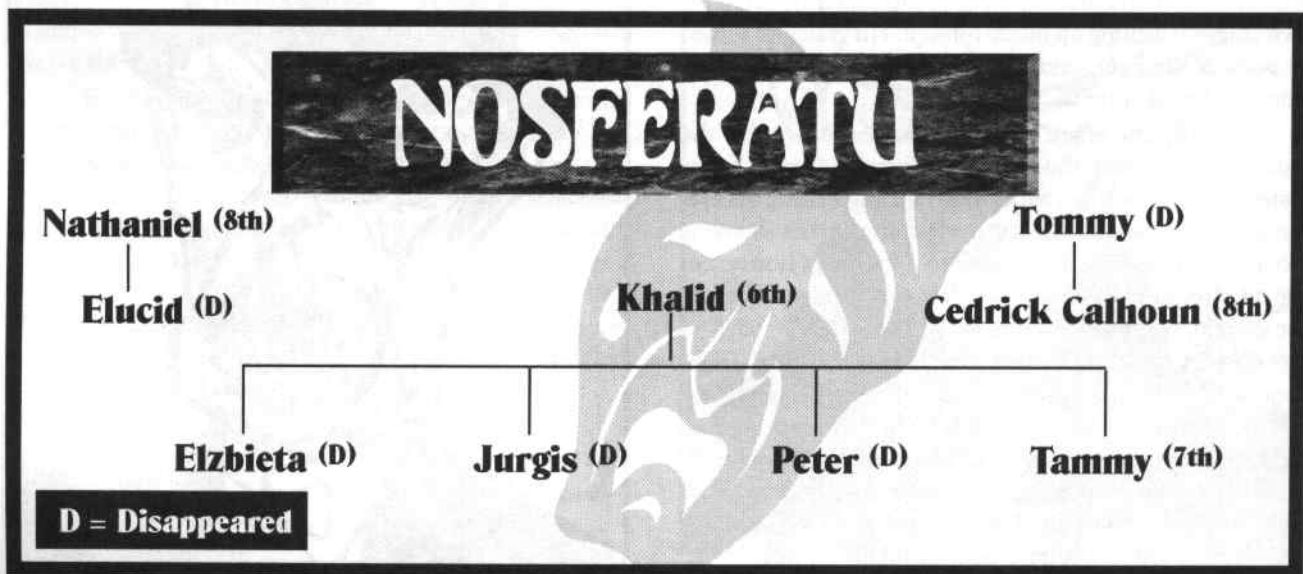 NOSFERATU
Nathaniel (8th)
Tommy (D)
Elucid (D)
Khalid (6th)
Cedrick Calhoun (8th)
Elzbieta (D)
Jurgis (D)
Peter (D)
Tammy (7th)
D = Disappeared